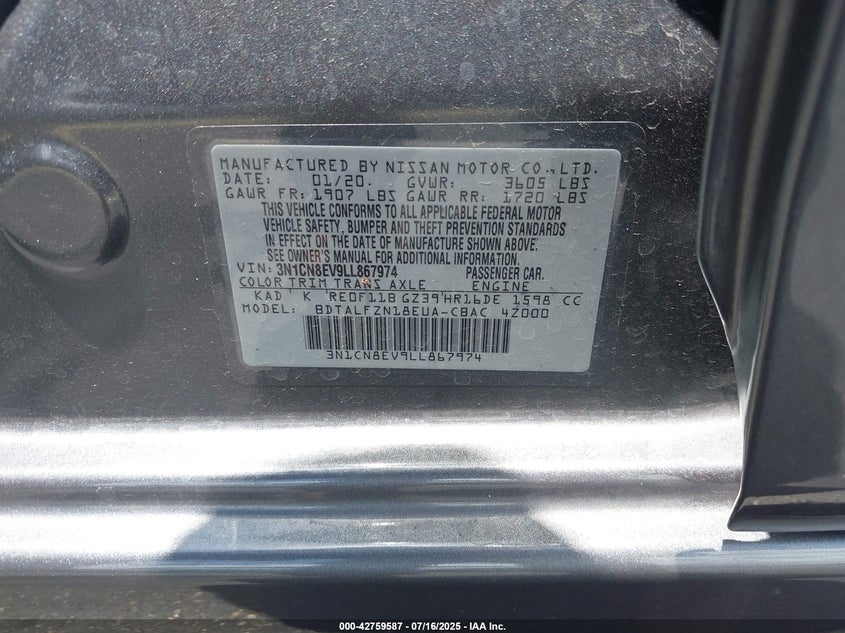 MANUFACTURED BY NISSAN MOTOR CO., LTD.
DATE: 01/20. GVWR: 3605 LBS
GAWR FR: 1907 LBS GAWR RR: 1720 LBS
THIS VEHICLE CONFORMS TO ALL APPLICABLE FEDERAL MOTOR
VEHICLE SAFETY, BUMPER AND THEFT PREVENTION STANDARDS
IN EFFECT ON THE DATE OF MANUFACTURE SHOWN ABOVE.
SEE OWNER'S MANUAL FOR ADDITIONAL INFORMATION.
VIN: 3N1CN8EV9LL867974 PASSENGER CAR.
COLOR TRIM TRANS AXLE ENGINE
KAD K RE0F11B GZ39 HR16DE 1598 CC
MODEL: BDTALFZN18EUA-CBAC 4Z000
3N1CN8EV9LL867974
000-42759587 - 07/16/2025 - IAA Inc.